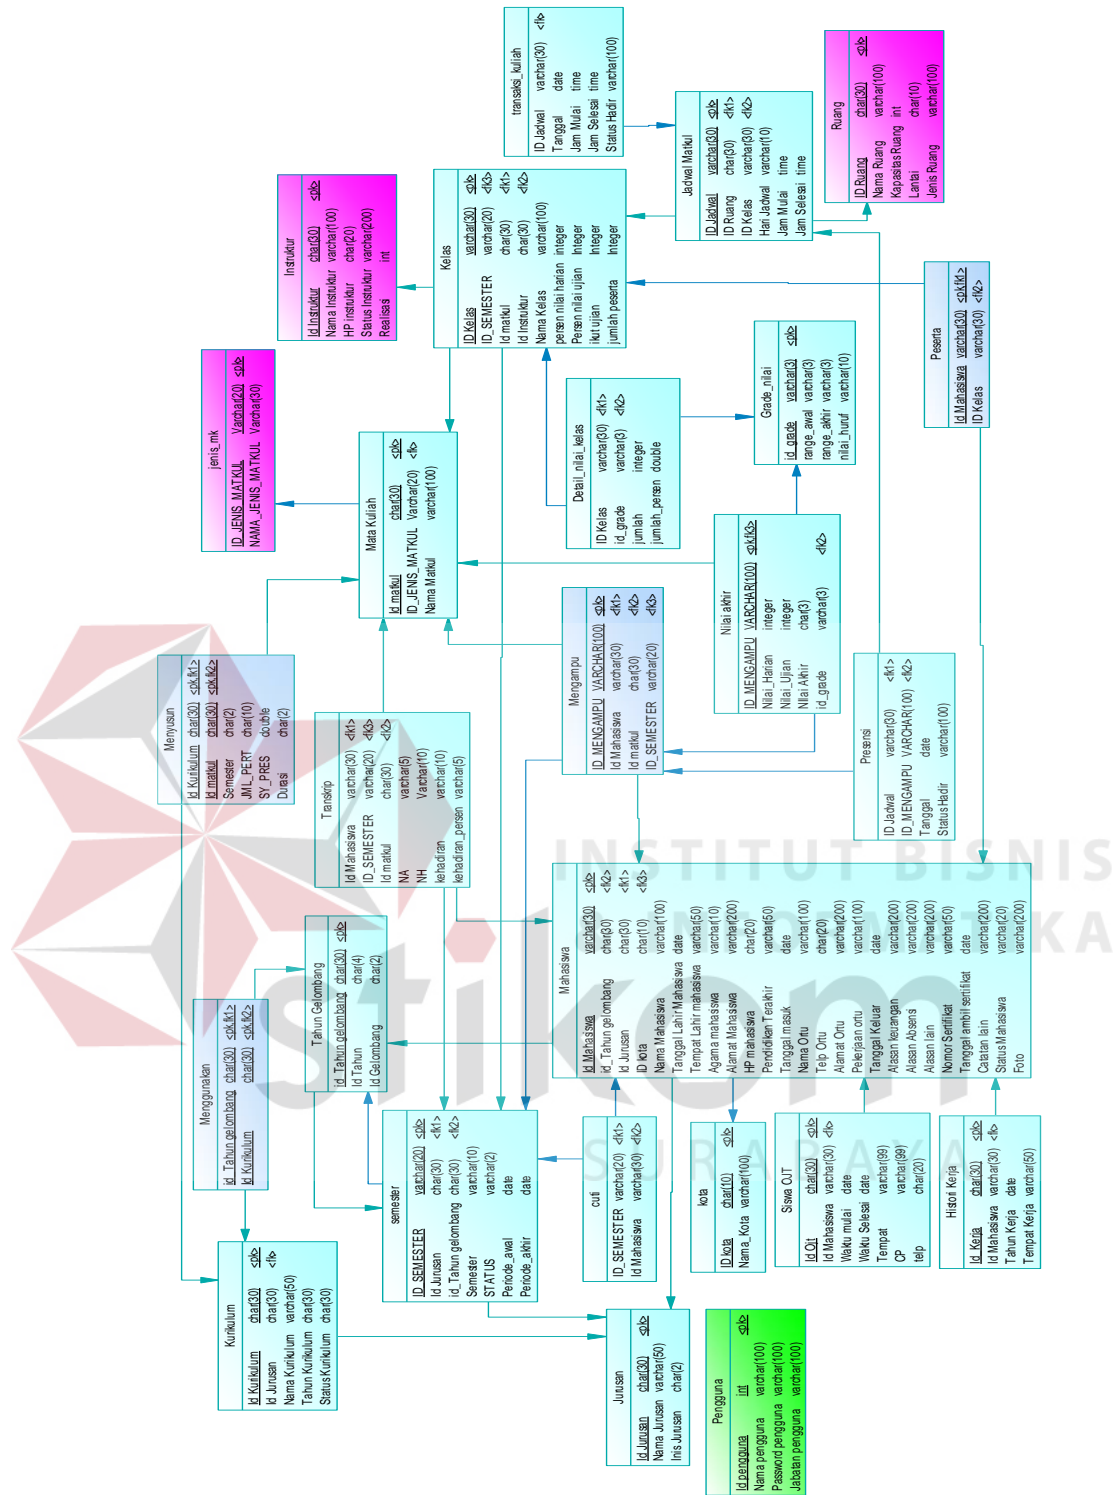 transaksi_kuliah
ID Jadwal varchar(30) <fk>
Tanggal date
Jam Mulai time
Jam Selesai time
Status Hadir varchar(100)
Ruang
ID Ruang char(30) <pk>
Nama Ruang varchar(100)
Kapasitas Ruang int
Lantai char(10)
Jenis Ruang varchar(100)
Jadwal Matkul
ID Jadwal varchar(30) <pk>
ID Ruang char(30) <fk1>
ID Kelas varchar(30) <fk2>
Hari Jadwal varchar(10)
Jam Mulai time
Jam Selesai time
Instruktur
Id Instruktur char(30) <pk>
Nama Instruktur varchar(100)
HP instruktur char(20)
Status Instruktur varchar(200)
Realisasi int
Kelas
ID Kelas varchar(30) <pk>
ID_SEMESTER varchar(20) <fk3>
Id matkul char(30) <fk1>
Id Instruktur char(30) <fk2>
Nama Kelas varchar(100)
persen nilai harian integer
Persen nilai ujian Integer
ikut ujian Integer
jumlah peserta Integer
Peserta
Id Mahasiswa varchar(30) <pk,fk1>
ID Kelas varchar(30) <fk2>
jenis_mk
ID_JENIS_MATKUL Varchar(20) <pk>
NAMA_JENIS_MATKUL Varchar(30)
Mata Kuliah
Id matkul char(30) <pk>
ID_JENIS_MATKUL Varchar(20) <fk>
Nama Matkul varchar(100)
Detail_nilai_kelas
ID Kelas varchar(30) <fk1>
id_grade varchar(3) <fk2>
jumlah integer
jumlah_persen double
Grade_nilai
id_grade varchar(3) <pk>
range_awal varchar(3)
range_akhir varchar(3)
nilai_huruf varchar(10)
Menyusun
Id Kurikulum char(30) <pk,fk1>
Id matkul char(30) <pk,fk2>
Semester char(2)
JML_PERT char(10)
SY_PRES double
Durasi char(2)
Transkrip
Id Mahasiswa varchar(30) <fk1>
ID_SEMESTER varchar(20) <fk3>
Id matkul char(30) <fk2>
NA varchar(5)
NH Varchar(10)
kehadiran varchar(10)
kehadiran_persen varchar(5)
Mengampu
ID_MENGAMPU VARCHAR(100) <pk>
Id Mahasiswa varchar(30) <fk1>
Id matkul char(30) <fk2>
ID_SEMESTER varchar(20) <fk3>
Nilai akhir
ID_MENGAMPU VARCHAR(100) <pk,fk3>
Nilai_Harian integer
Nilai_Ujian integer
Nilai Akhir char(3)
id_grade varchar(3) <fk2>
Presensi
ID Jadwal varchar(30) <fk1>
ID_MENGAMPU VARCHAR(100) <fk2>
Tanggal date
Status Hadir varchar(100)
Menggunakan
id_Tahun gelombang char(30) <pk,fk1>
Id Kurikulum char(30) <pk,fk2>
Tahun Gelombang
id_Tahun gelombang char(30) <pk>
Id Tahun char(4)
Id Gelombang char(2)
Mahasiswa
Id Mahasiswa varchar(30) <pk>
id_Tahun gelombang char(30) <fk2>
Id Jurusan char(30) <fk1>
ID kota char(10) <fk3>
Nama Mahasiswa varchar(100)
Tanggal Lahir Mahasiswa date
Tempat Lahir mahasiswa varchar(50)
Agama mahasiswa varchar(10)
Alamat Mahasiswa varchar(200)
HP mahasiswa char(20)
Pendidikan Terakhir varchar(50)
Tanggal masuk date
Nama Ortu varchar(100)
Telp Ortu char(20)
Alamat Ortu varchar(200)
Pekerjaan ortu varchar(100)
Tanggal Keluar date
Alasan keuangan varchar(200)
Alasan Absensi varchar(200)
Alasan lain varchar(200)
Nomor Sertifikat varchar(50)
Tanggal ambil sertifikat date
Catatan lain varchar(200)
Status Mahasiswa varchar(20)
Foto varchar(200)
Kurikulum
Id Kurikulum char(30) <pk>
Id Jurusan char(30) <fk>
Nama Kurikulum varchar(50)
Tahun Kurikulum char(30)
Status Kurikulum char(30)
semester
ID_SEMESTER varchar(20) <pk>
Id Jurusan char(30) <fk1>
id_Tahun gelombang char(30) <fk2>
Semester varchar(10)
STATUS varchar(2)
Periode_awal date
Periode_akhir date
cuti
ID_SEMESTER varchar(20) <fk1>
Id Mahasiswa varchar(30) <fk2>
kota
ID kota char(10) <pk>
Nama_Kota varchar(100)
Siswa OJT
Id Ojt char(30) <pk>
Id Mahasiswa varchar(30) <fk>
Waktu mulai date
Waktu Selesai date
Tempat varchar(99)
CP varchar(99)
telp char(20)
Histori Kerja
Id_Kerja char(30) <pk>
Id Mahasiswa varchar(30) <fk>
Tahun Kerja date
Tempat Kerja varchar(50)
Jurusan
Id Jurusan char(30) <pk>
Nama Jurusan varchar(50)
Inis Jurusan char(2)
Pengguna
Id pengguna int <pk>
Nama pengguna varchar(100)
Password pengguna varchar(100)
Jabatan pengguna varchar(100)
INSTITUT BISNIS
INFORMATIKA
stikom
SURABAYA